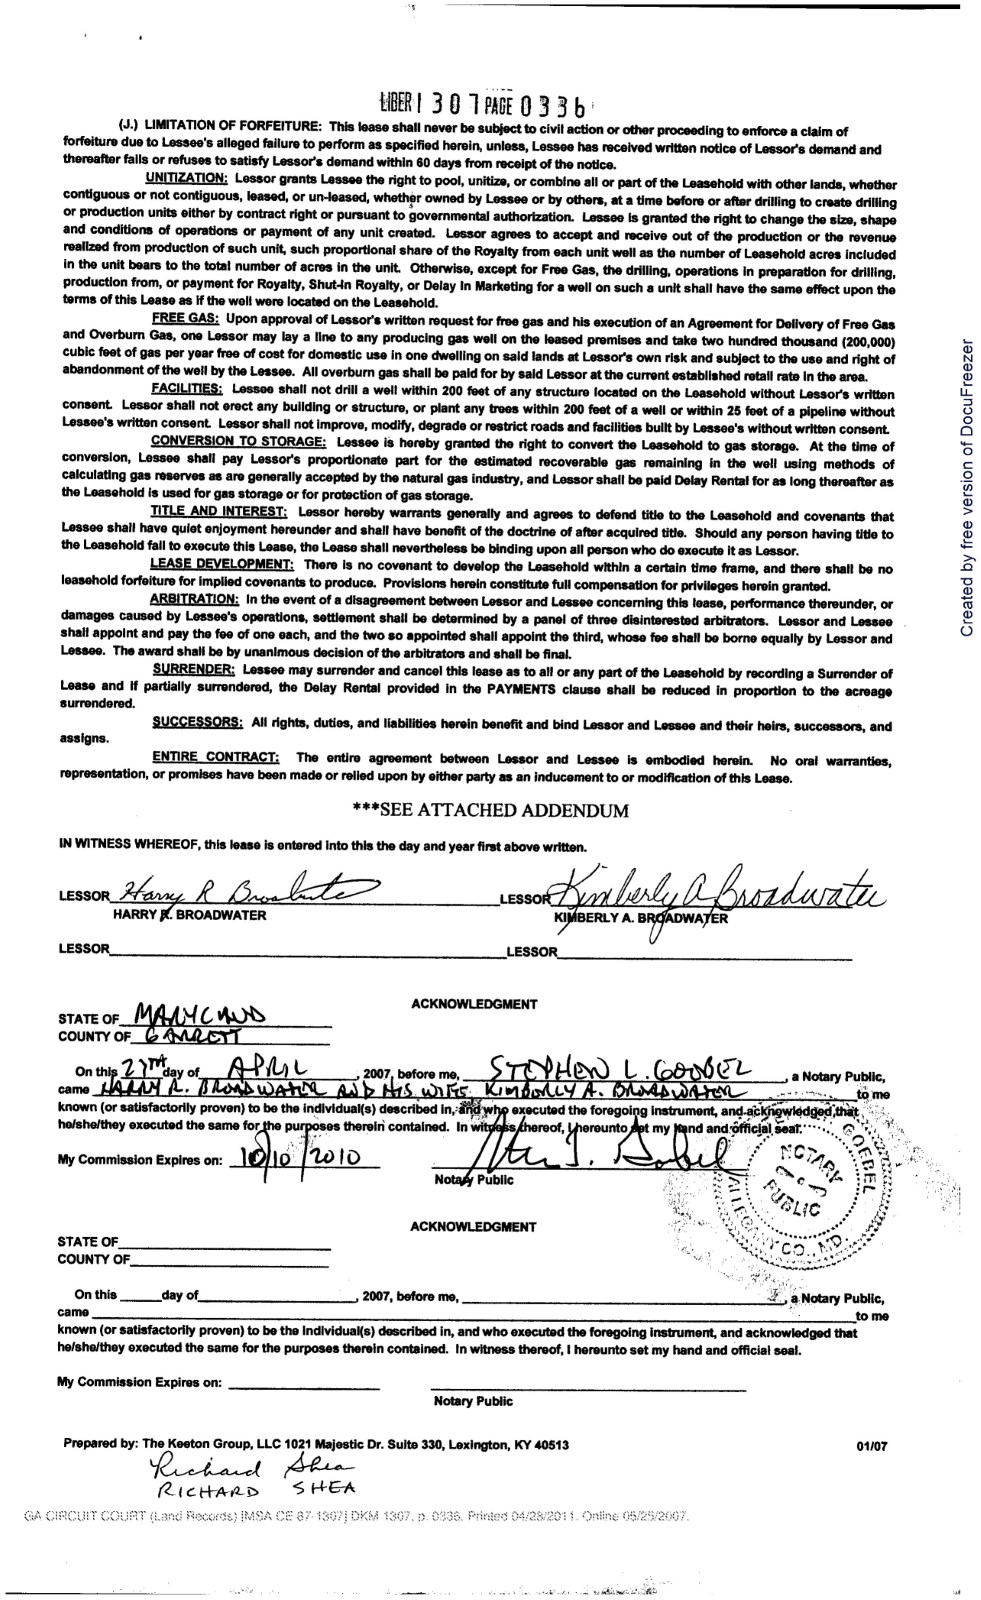 LIBER 1 3 0 7 PAGE 0 3 3 6
(J.) LIMITATION OF FORFEITURE: This lease shall never be subject to civil action or other proceeding to enforce a claim of
forfeiture due to Lessee's alleged failure to perform as specified herein, unless, Lessee has received written notice of Lessor's demand and
thereafter fails or refuses to satisfy Lessor's demand within 60 days from receipt of the notice.
UNITIZATION: Lessor grants Lessee the right to pool, unitize, or combine all or part of the Leasehold with other lands, whether
contiguous or not contiguous, leased, or un-leased, whether owned by Lessee or by others, at a time before or after drilling to create drilling
or production units either by contract right or pursuant to governmental authorization. Lessee is granted the right to change the size, shape
and conditions of operations or payment of any unit created. Lessor agrees to accept and receive out of the production or the revenue
realized from production of such unit, such proportional share of the Royalty from each unit well as the number of Leasehold acres included
in the unit bears to the total number of acres in the unit. Otherwise, except for Free Gas, the drilling, operations in preparation for drilling,
production from, or payment for Royalty, Shut-In Royalty, or Delay In Marketing for a well on such a unit shall have the same effect upon the
terms of this Lease as if the well were located on the Leasehold.
FREE GAS: Upon approval of Lessor's written request for free gas and his execution of an Agreement for Delivery of Free Gas
and Overburn Gas, one Lessor may lay a line to any producing gas well on the leased premises and take two hundred thousand (200,000)
cubic feet of gas per year free of cost for domestic use in one dwelling on said lands at Lessor's own risk and subject to the use and right of
abandonment of the well by the Lessee. All overburn gas shall be paid for by said Lessor at the current established retail rate in the area.
FACILITIES: Lessee shall not drill a well within 200 feet of any structure located on the Leasehold without Lessor's written
consent. Lessor shall not erect any building or structure, or plant any trees within 200 feet of a well or within 25 feet of a pipeline without
Lessee's written consent. Lessor shall not improve, modify, degrade or restrict roads and facilities built by Lessee's without written consent.
CONVERSION TO STORAGE: Lessee is hereby granted the right to convert the Leasehold to gas storage. At the time of
conversion, Lessee shall pay Lessor's proportionate part for the estimated recoverable gas remaining in the well using methods of
calculating gas reserves as are generally accepted by the natural gas industry, and Lessor shall be paid Delay Rental for as long thereafter as
the Leasehold is used for gas storage or for protection of gas storage.
TITLE AND INTEREST: Lessor hereby warrants generally and agrees to defend title to the Leasehold and covenants that
Lessee shall have quiet enjoyment hereunder and shall have benefit of the doctrine of after acquired title. Should any person having title to
the Leasehold fail to execute this Lease, the Lease shall nevertheless be binding upon all person who do execute it as Lessor.
LEASE DEVELOPMENT: There is no covenant to develop the Leasehold within a certain time frame, and there shall be no
leasehold forfeiture for implied covenants to produce. Provisions herein constitute full compensation for privileges herein granted.
ARBITRATION: In the event of a disagreement between Lessor and Lessee concerning this lease, performance thereunder, or
damages caused by Lessee's operations, settlement shall be determined by a panel of three disinterested arbitrators. Lessor and Lessee
shall appoint and pay the fee of one each, and the two so appointed shall appoint the third, whose fee shall be borne equally by Lessor and
Lessee. The award shall be by unanimous decision of the arbitrators and shall be final.
SURRENDER: Lessee may surrender and cancel this lease as to all or any part of the Leasehold by recording a Surrender of
Lease and if partially surrendered, the Delay Rental provided in the PAYMENTS clause shall be reduced in proportion to the acreage
surrendered.
SUCCESSORS: All rights, duties, and liabilities herein benefit and bind Lessor and Lessee and their heirs, successors, and
assigns.
ENTIRE CONTRACT: The entire agreement between Lessor and Lessee is embodied herein. No oral warranties,
representation, or promises have been made or relied upon by either party as an inducement to or modification of this Lease.
***SEE ATTACHED ADDENDUM
IN WITNESS WHEREOF, this lease is entered into this the day and year first above written.
LESSOR Harry R Broadwater LESSOR Kimberly A Broadwater
HARRY R. BROADWATER KIMBERLY A. BROADWATER
LESSOR LESSOR
ACKNOWLEDGMENT
STATE OF MARYLAND
COUNTY OF GARRETT
On this 27TH day of APRIL, 2007, before me, STEPHEN L. GOEBEL, a Notary Public,
came HARRY R. BROADWATER AND HIS WIFE KIMBERLY A. BROADWATER to me
known (or satisfactorily proven) to be the individual(s) described in, and who executed the foregoing instrument, and acknowledged that
he/she/they executed the same for the purposes therein contained. In witness thereof, I hereunto set my hand and official seal.
My Commission Expires on: 10/10/2010
Notary Public
GOEBEL
NOTARY
PUBLIC
ALLEGANY CO., MD.
ACKNOWLEDGMENT
STATE OF
COUNTY OF
On this day of , 2007, before me, , a Notary Public,
came to me
known (or satisfactorily proven) to be the individual(s) described in, and who executed the foregoing instrument, and acknowledged that
he/she/they executed the same for the purposes therein contained. In witness thereof, I hereunto set my hand and official seal.
My Commission Expires on:
Notary Public
Prepared by: The Keeton Group, LLC 1021 Majestic Dr. Suite 330, Lexington, KY 40513 01/07
Richard Shea
RICHARD SHEA
GA CIRCUIT COURT (Land Records) [MSA CE 87-1307] DKM 1307, p. 0336. Printed 04/28/2011. Online 05/25/2007.
Created by free version of DocuFreezer